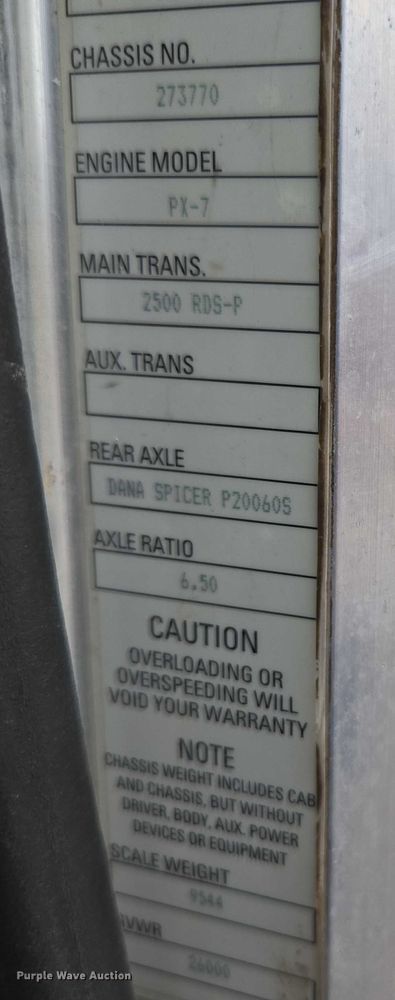 CHASSIS NO.
273770
ENGINE MODEL
PX-7
MAIN TRANS.
2500 RDS-P
AUX. TRANS
REAR AXLE
DANA SPICER P20060S
AXLE RATIO
6.50
CAUTION
OVERLOADING OR
OVERSPEEDING WILL
VOID YOUR WARRANTY
NOTE
CHASSIS WEIGHT INCLUDES CAB
AND CHASSIS, BUT WITHOUT
DRIVER, BODY, AUX. POWER
DEVICES OR EQUIPMENT
SCALE WEIGHT
9544
VWR
26000
Purple Wave Auction